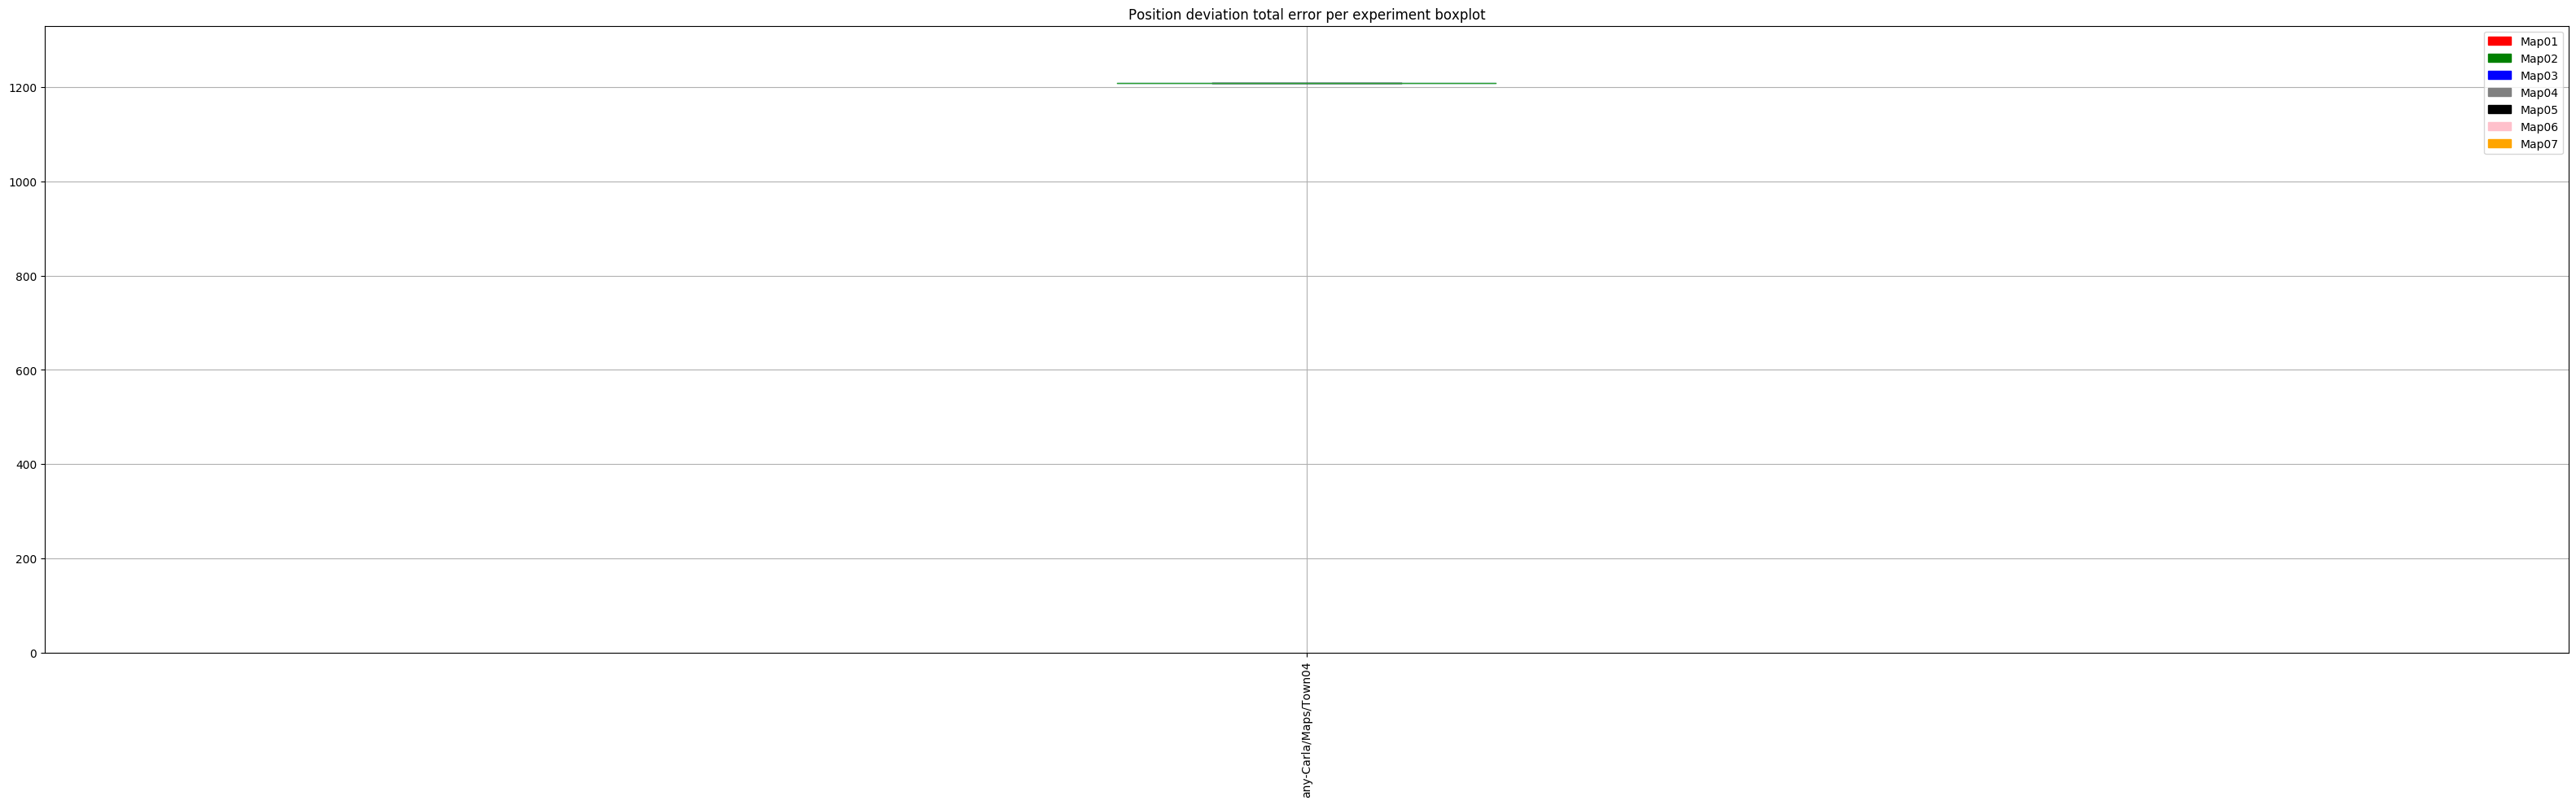 Position deviation total error per experiment boxplot
Map01
Map02
Map03
Map04
Map05
Map06
Map07
1200
1000
800
600
400
200
0
any-Carla/Maps/Town04